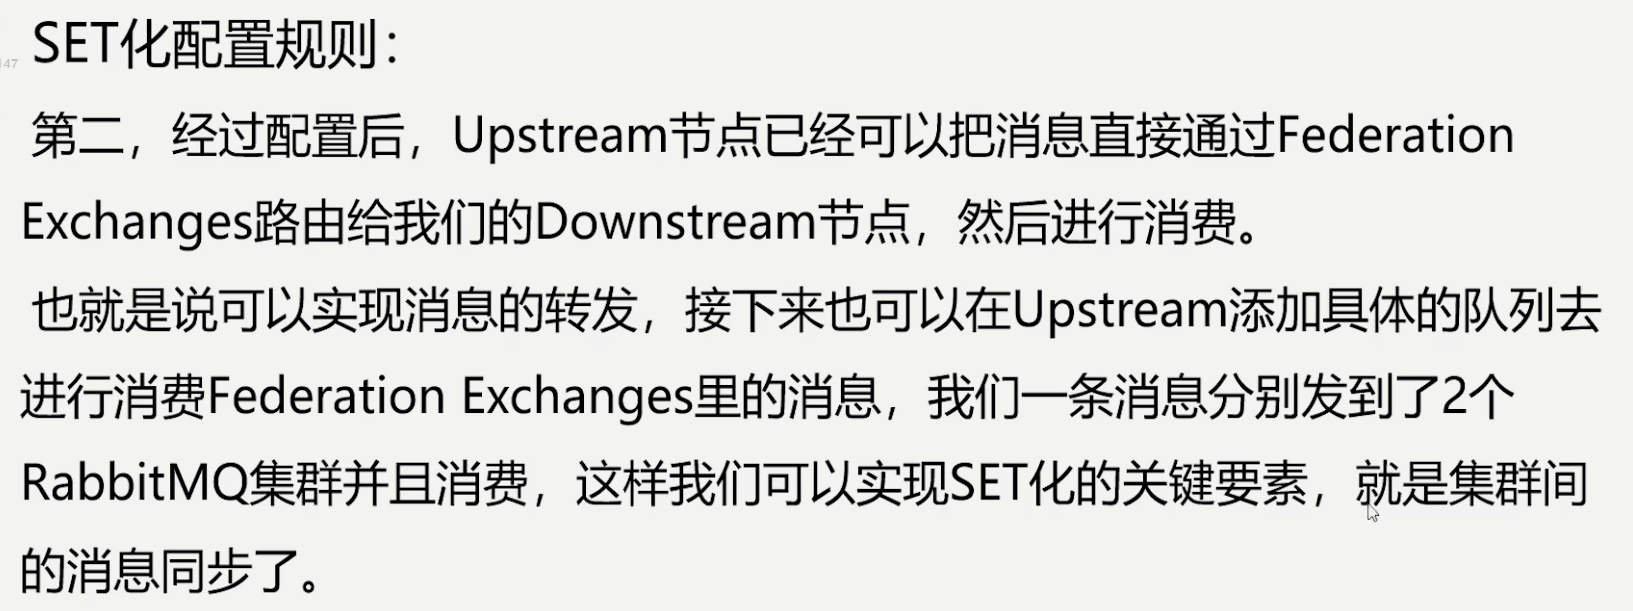 SET化配置规则：
147
第二，经过配置后，Upstream节点已经可以把消息直接通过Federation
Exchanges路由给我们的Downstream节点，然后进行消费。
也就是说可以实现消息的转发，接下来也可以在Upstream添加具体的队列去
进行消费Federation Exchanges里的消息，我们一条消息分别发到了2个
RabbitMQ集群并且消费，这样我们可以实现SET化的关键要素，就是集群间
的消息同步了。